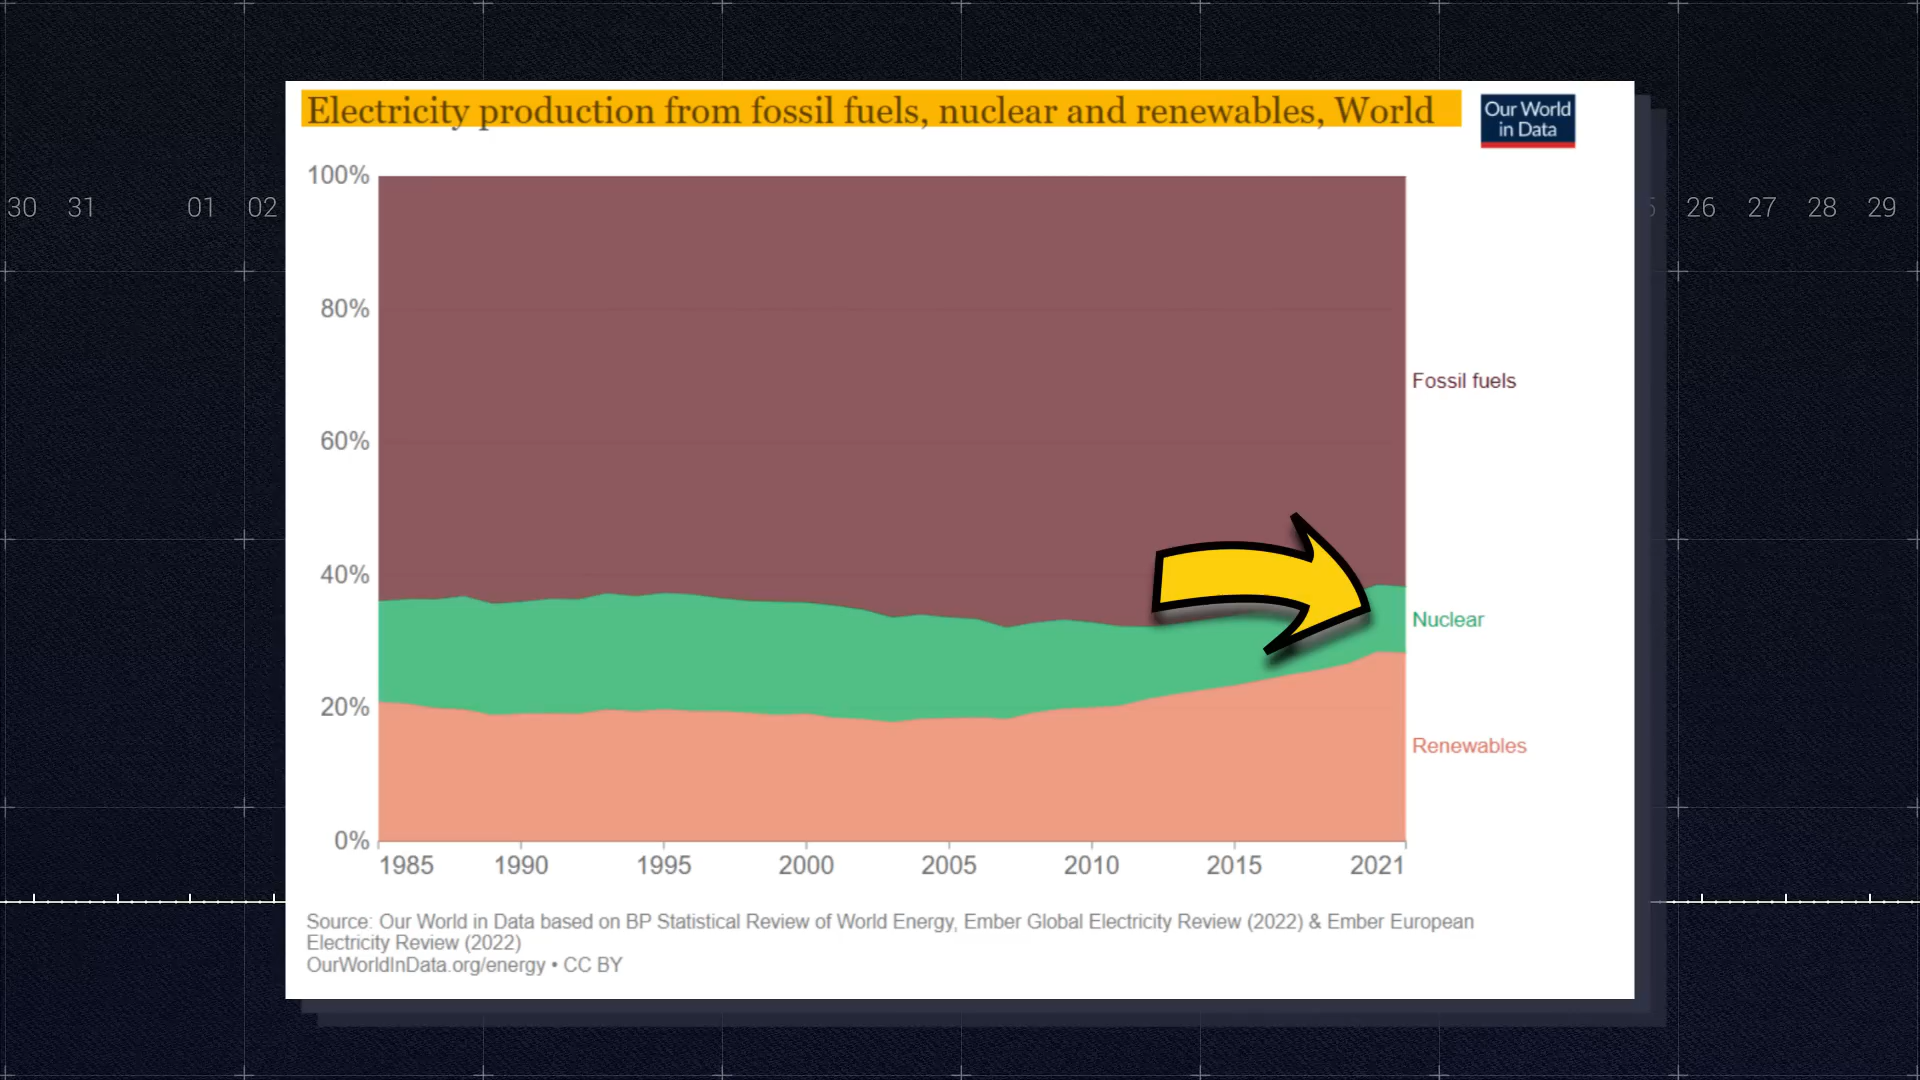 Electricity production from fossil fuels, nuclear and renewables, World
Our World
in Data
100%
30 31 01 02
26 27 28 29
80%
Fossil fuels
60%
40%
Nuclear
20%
Renewables
0%
1985 1990 1995 2000 2005 2010 2015 2021
Source: Our World in Data based on BP Statistical Review of World Energy, Ember Global Electricity Review (2022) & Ember European
Electricity Review (2022)
OurWorldInData.org/energy • CC BY